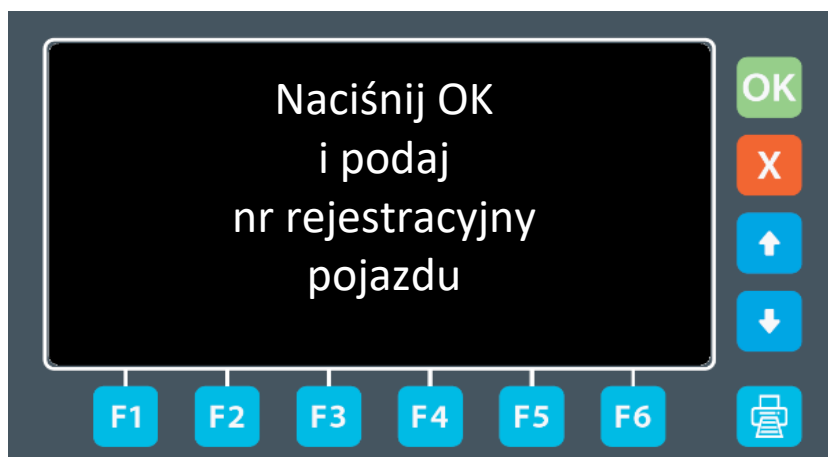 Naciśnij OK
i podaj
nr rejestracyjny
pojazdu
OK
X
F1 F2 F3 F4 F5 F6